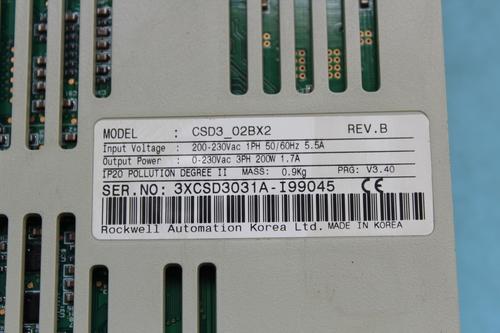 MODEL : CSD3_02BX2 REV.B
Input Voltage : 200-230Vac 1PH 50/60Hz 5.5A
Output Power : 0-230Vac 3PH 200W 1.7A
IP20 POLLUTION DEGREE II MASS: 0.9Kg PRG: V3.40
SER.NO: 3XCSD3031A-I99045 CE
Rockwell Automation Korea Ltd. MADE IN KOREA